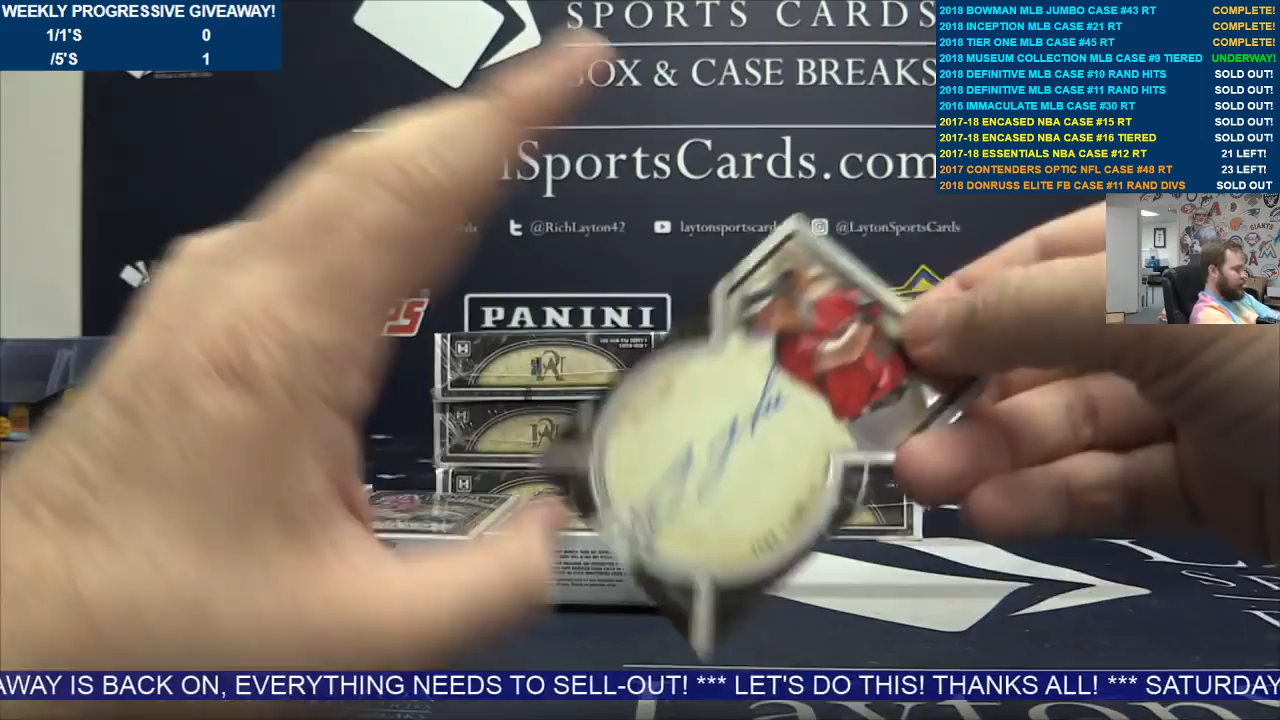 WEEKLY PROGRESSIVE GIVEAWAY!
1/1'S 0
/5'S 1
2018 BOWMAN MLB JUMBO CASE #43 RT COMPLETE!
2018 INCEPTION MLB CASE #21 RT COMPLETE!
2018 TIER ONE MLB CASE #45 RT COMPLETE!
2018 MUSEUM COLLECTION MLB CASE #9 TIERED UNDERWAY!
2018 DEFINITIVE MLB CASE #10 RAND HITS SOLD OUT!
2018 DEFINITIVE MLB CASE #11 RAND HITS SOLD OUT!
2016 IMMACULATE MLB CASE #30 RT SOLD OUT!
2017-18 ENCASED NBA CASE #15 RT SOLD OUT!
2017-18 ENCASED NBA CASE #16 TIERED SOLD OUT!
2017-18 ESSENTIALS NBA CASE #12 RT 21 LEFT!
2017 CONTENDERS OPTIC NFL CASE #48 RT 23 LEFT!
2018 DONRUSS ELITE FB CASE #11 RAND DIVS SOLD OUT
SPORTS CARDS
BOX & CASE BREAKS
nSportsCards.com
@RichLayton42 laytonsportscard @LaytonSportsCards
PANINI
AWAY IS BACK ON, EVERYTHING NEEDS TO SELL-OUT! *** LET'S DO THIS! THANKS ALL! *** SATURDAY